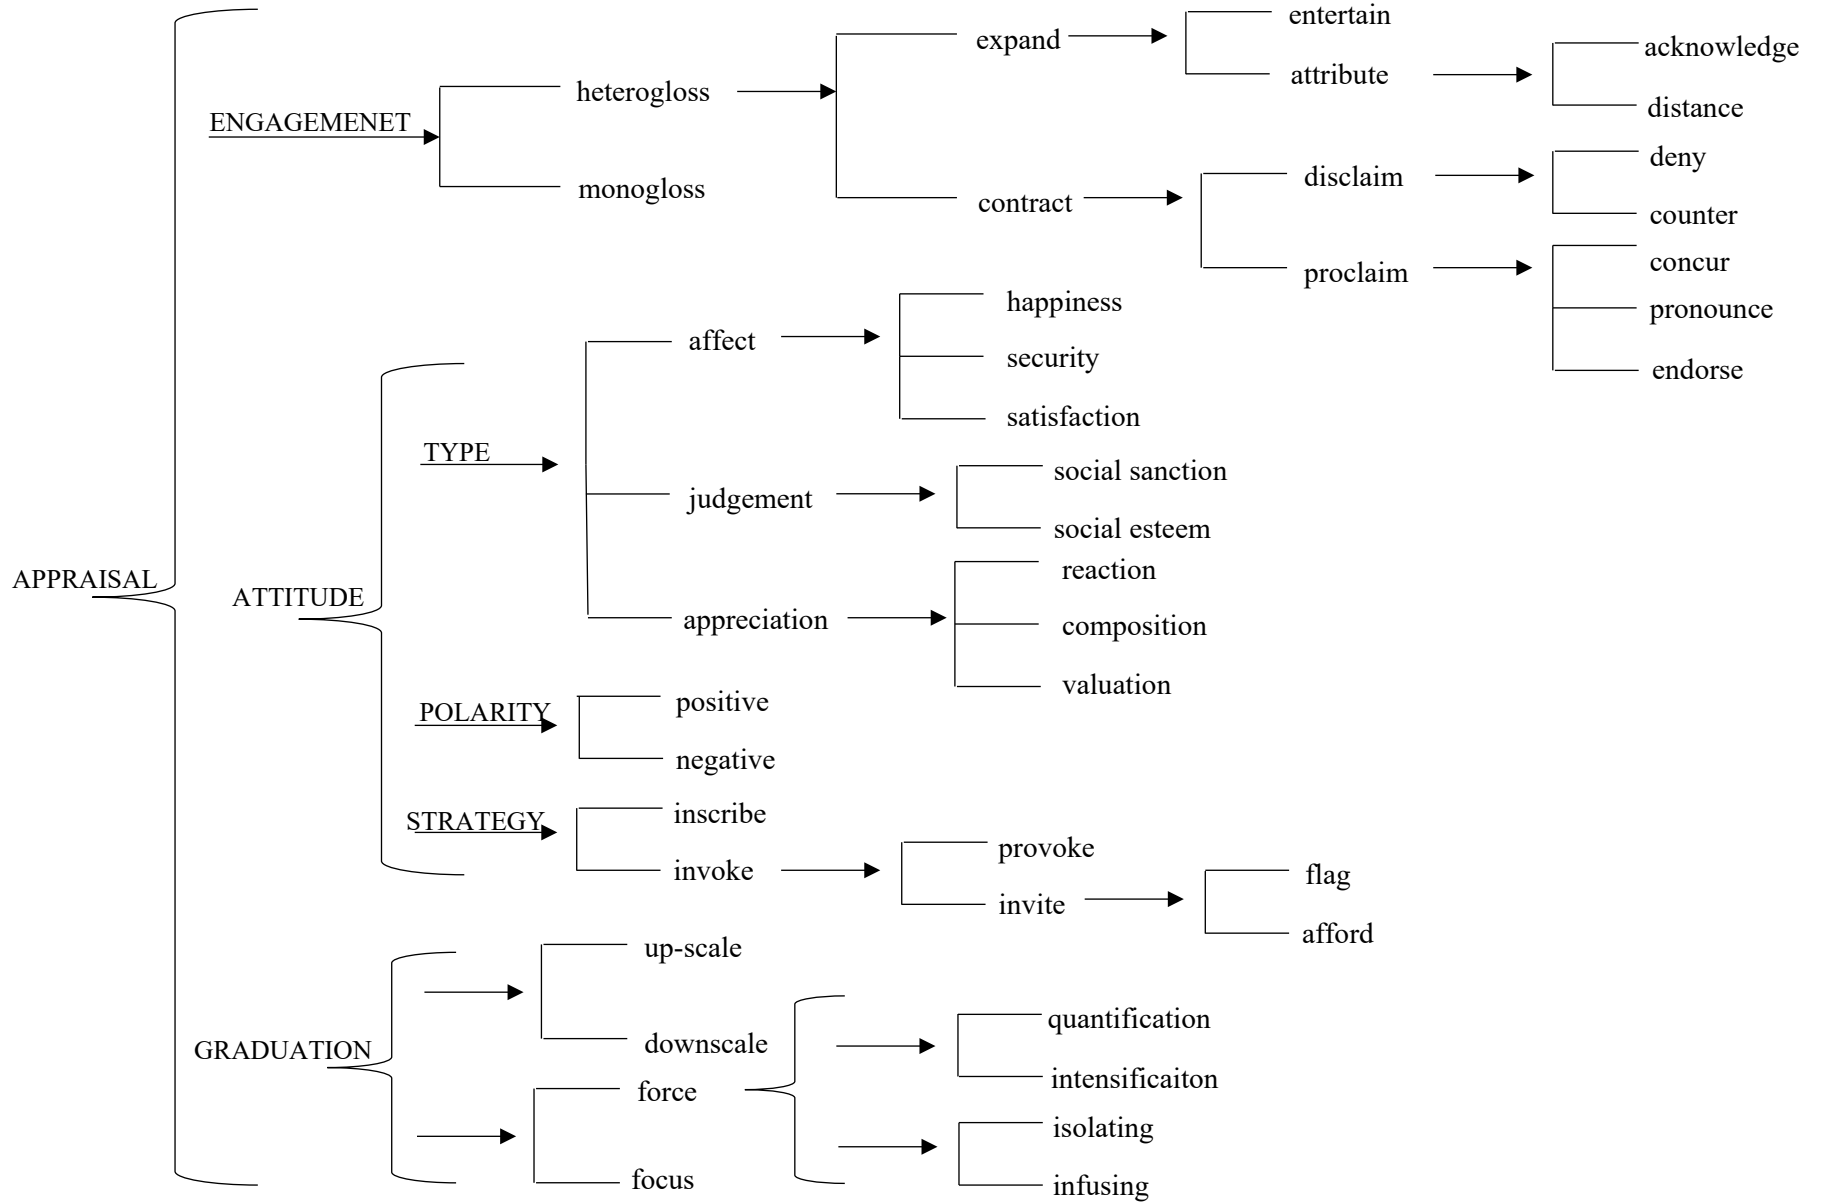 entertain
expand
acknowledge
attribute
heterogloss
distance
ENGAGEMENET
deny
disclaim
monogloss
contract
counter
concur
proclaim
happiness
pronounce
affect
security
endorse
satisfaction
TYPE
social sanction
judgement
social esteem
reaction
APPRAISAL
ATTITUDE
appreciation
composition
valuation
positive
POLARITY
negative
inscribe
STRATEGY
provoke
invoke
flag
invite
afford
up-scale
quantification
downscale
GRADUATION
intensificaiton
force
isolating
focus
infusing